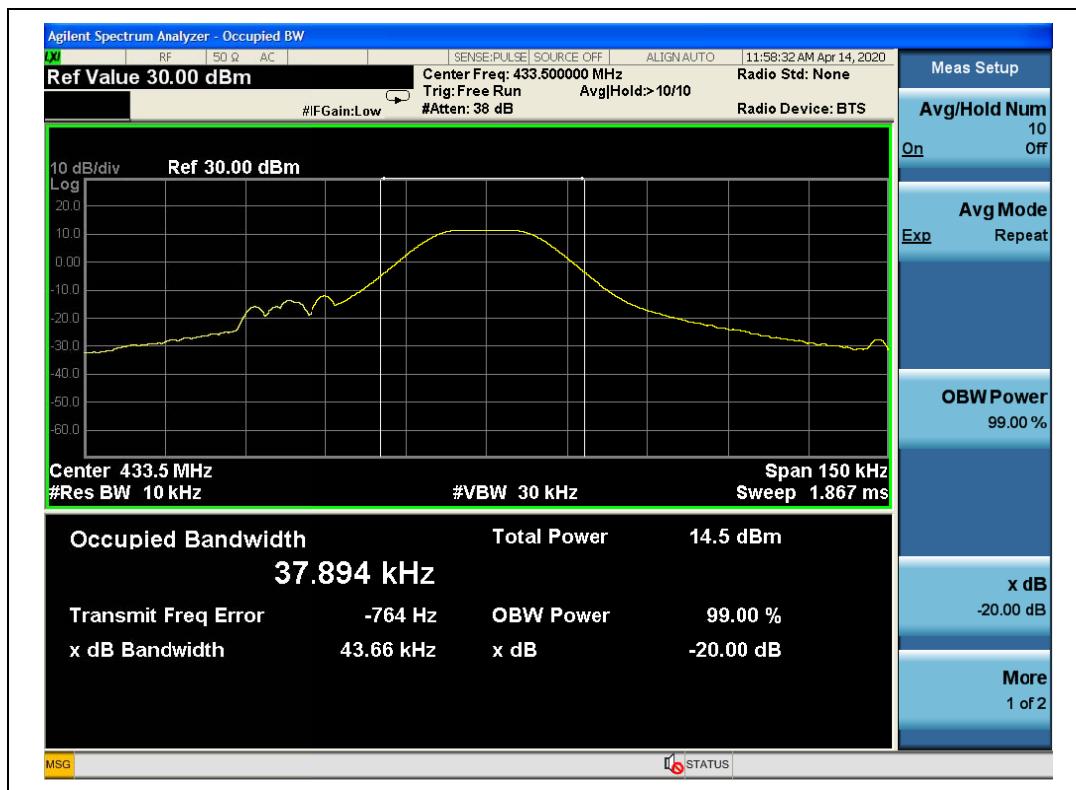 Agilent Spectrum Analyzer - Occupied BW
LXI RF 50 Ω AC SENSE:PULSE SOURCE OFF ALIGN AUTO 11:58:32 AM Apr 14, 2020
Ref Value 30.00 dBm Center Freq: 433.500000 MHz Radio Std: None
Trig: Free Run Avg|Hold:> 10/10
#IFGain:Low #Atten: 38 dB Radio Device: BTS
10 dB/div Ref 30.00 dBm
Log
20.0
10.0
0.00
-10.0
-20.0
-30.0
-40.0
-50.0
-60.0
Center 433.5 MHz Span 150 kHz
#Res BW 10 kHz #VBW 30 kHz Sweep 1.867 ms
Occupied Bandwidth Total Power 14.5 dBm
37.894 kHz
Transmit Freq Error -764 Hz OBW Power 99.00 %
x dB Bandwidth 43.66 kHz x dB -20.00 dB
Meas Setup
Avg/Hold Num
10
On Off
Avg Mode
Exp Repeat
OBW Power
99.00 %
x dB
-20.00 dB
More
1 of 2
MSG STATUS